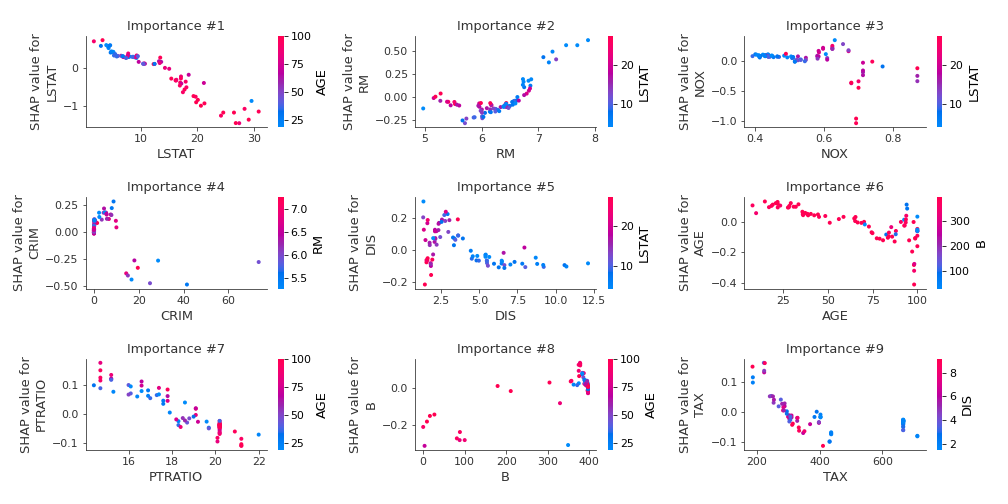 Importance #1
SHAP value for
LSTAT
0
−1
10
20
30
LSTAT
100
75
50
25
AGE
Importance #2
SHAP value for
RM
0.50
0.25
0.00
−0.25
5
6
7
8
RM
20
10
LSTAT
Importance #3
SHAP value for
NOX
0.0
−0.5
−1.0
0.4
0.6
0.8
NOX
20
10
LSTAT
Importance #4
SHAP value for
CRIM
0.25
0.00
−0.25
−0.50
0
20
40
60
CRIM
7.0
6.5
6.0
5.5
RM
Importance #5
SHAP value for
DIS
0.2
0.0
−0.2
2.5
5.0
7.5
10.0
12.5
DIS
20
10
LSTAT
Importance #6
SHAP value for
AGE
0.0
−0.2
−0.4
25
50
75
100
AGE
300
200
100
B
Importance #7
SHAP value for
PTRATIO
0.1
0.0
−0.1
16
18
20
22
PTRATIO
100
75
50
25
AGE
Importance #8
SHAP value for
B
0.0
−0.2
0
100
200
300
400
B
100
75
50
25
AGE
Importance #9
SHAP value for
TAX
0.1
0.0
−0.1
200
400
600
TAX
8
6
4
2
DIS